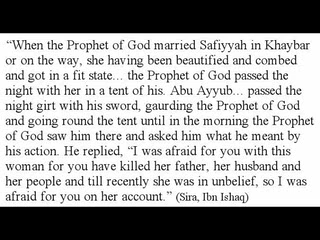 “When the Prophet of God married Safiyyah in Khaybar
or on the way, she having been beautified and combed
and got in a fit state... the Prophet of God passed the
night with her in a tent of his. Abu Ayyub... passed the
night girt with his sword, gaurding the Prophet of God
and going round the tent until in the morning the Prophet
of God saw him there and asked him what he meant by
his action. He replied, “I was afraid for you with this
woman for you have killed her father, her husband and
her people and till recently she was in unbelief, so I was
afraid for you on her account.” (Sira, Ibn Ishaq)